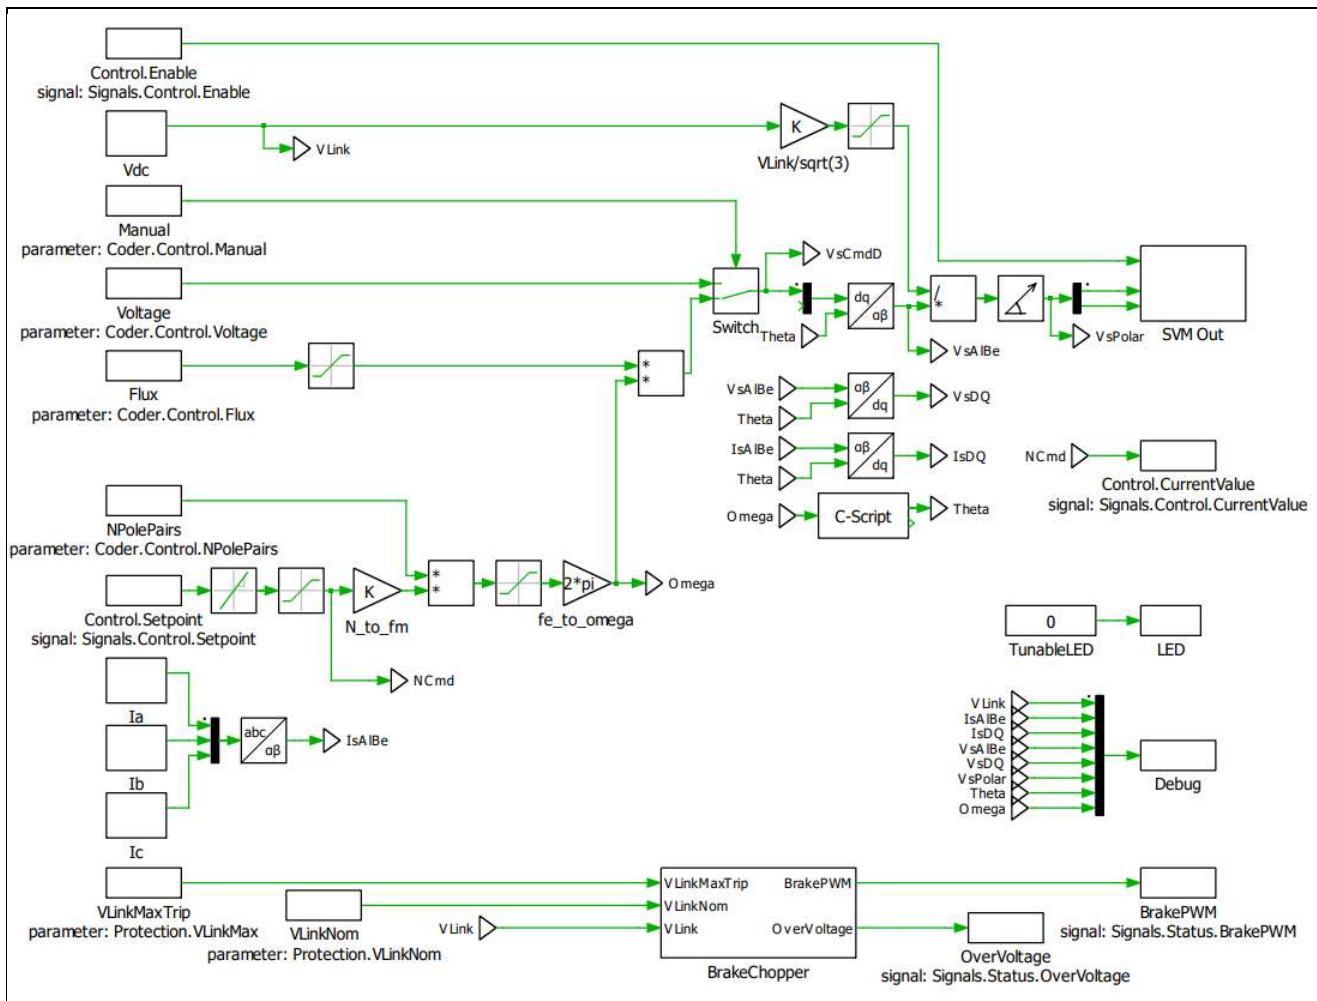 Control.Enable
signal: Signals.Control.Enable
Vdc
VLink
K
VLink/sqrt(3)
Manual
parameter: Coder.Control.Manual
Voltage
parameter: Coder.Control.Voltage
Flux
parameter: Coder.Control.Flux
*
*
Switch
VsCmdD
Theta
dq
αβ
VsAlBe
/
*
VsPolar
SVM Out
VsAlBe
Theta
αβ
dq
VsDQ
IsAlBe
Theta
αβ
dq
IsDQ
Omega
C-Script
Theta
NCmd
Control.CurrentValue
signal: Signals.Control.CurrentValue
NPolePairs
parameter: Coder.Control.NPolePairs
Control.Setpoint
signal: Signals.Control.Setpoint
K
N_to_fm
*
*
2*pi
fe_to_omega
Omega
NCmd
0
TunableLED
LED
Ia
Ib
Ic
abc
αβ
IsAlBe
VLink
IsAlBe
IsDQ
VsAlBe
VsDQ
VsPolar
Theta
Omega
Debug
VLinkMaxTrip
parameter: Protection.VLinkMax
VLinkNom
parameter: Protection.VLinkNom
VLink
VLinkMaxTrip
VLinkNom
VLink
BrakePWM
OverVoltage
BrakeChopper
BrakePWM
signal: Signals.Status.BrakePWM
OverVoltage
signal: Signals.Status.OverVoltage